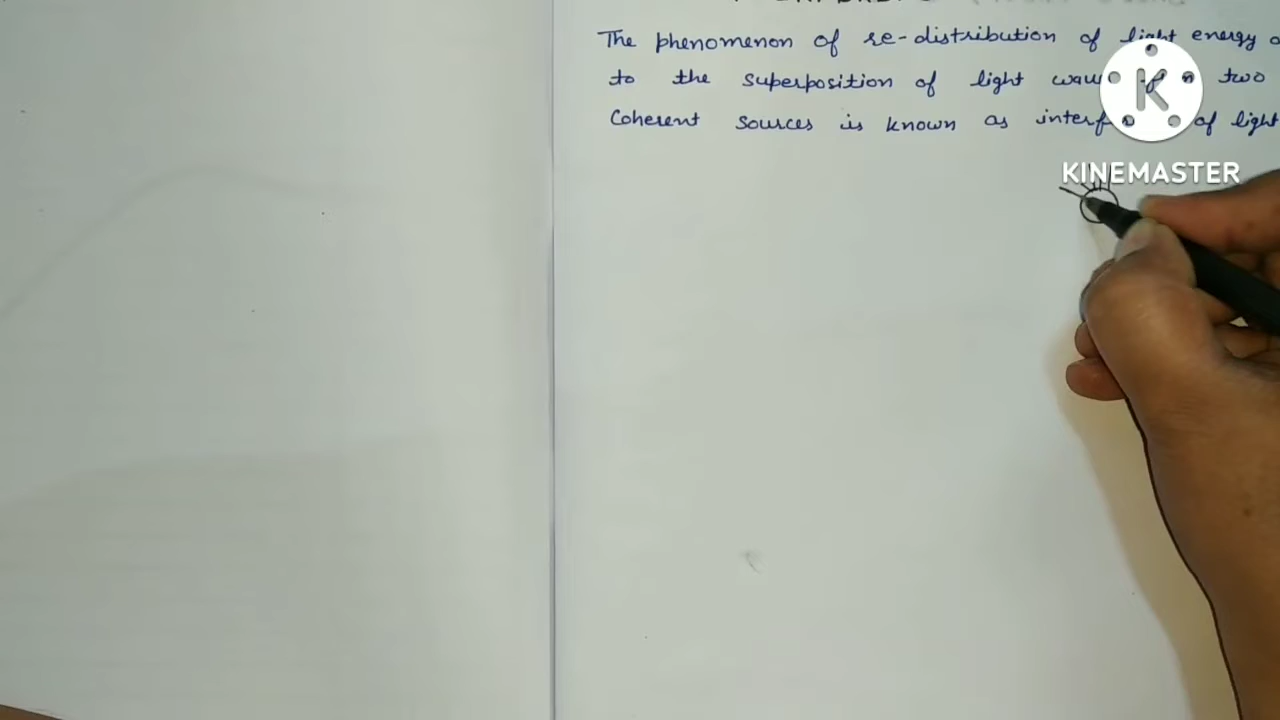 The phenomenon of re-distribution of light energy
to the superposition of light two
Coherent sources is known as of light
KINEMASTER